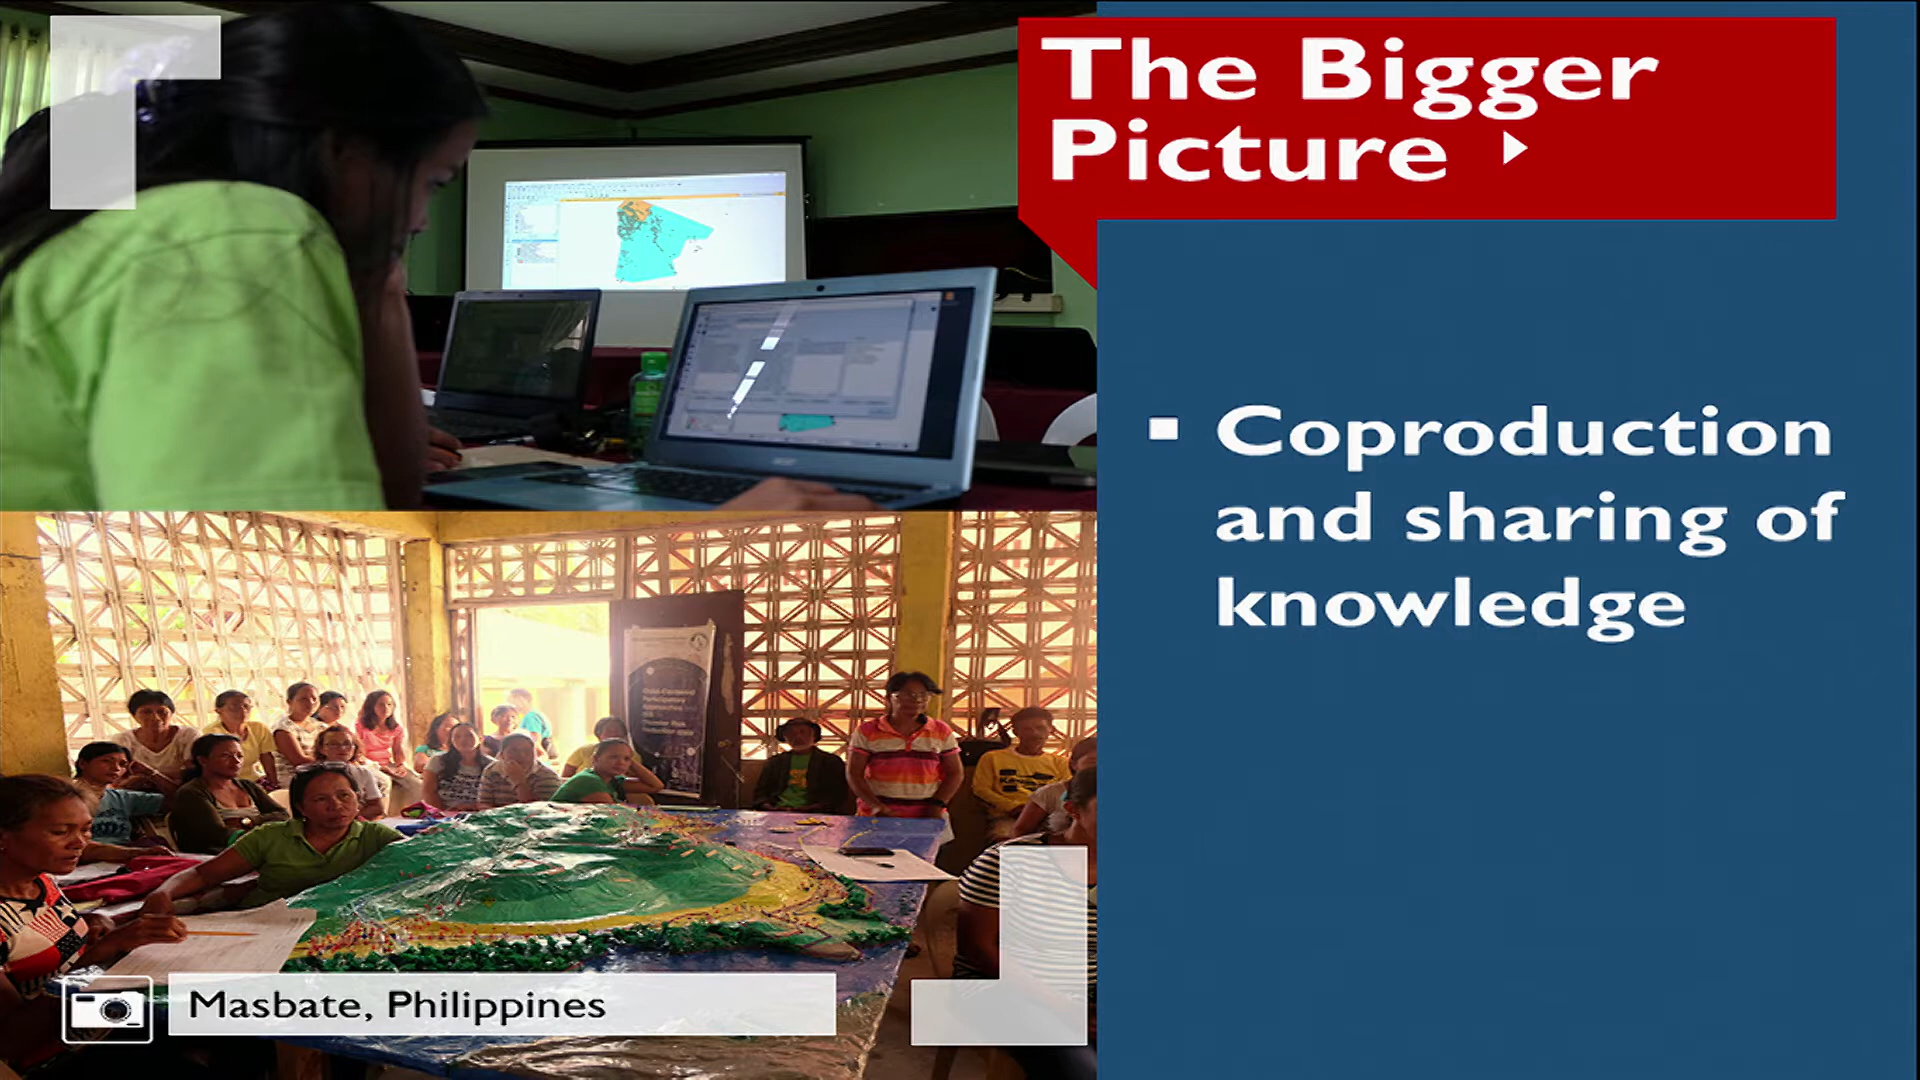 The Bigger
Picture
Coproduction
and sharing of
knowledge
Masbate, Philippines